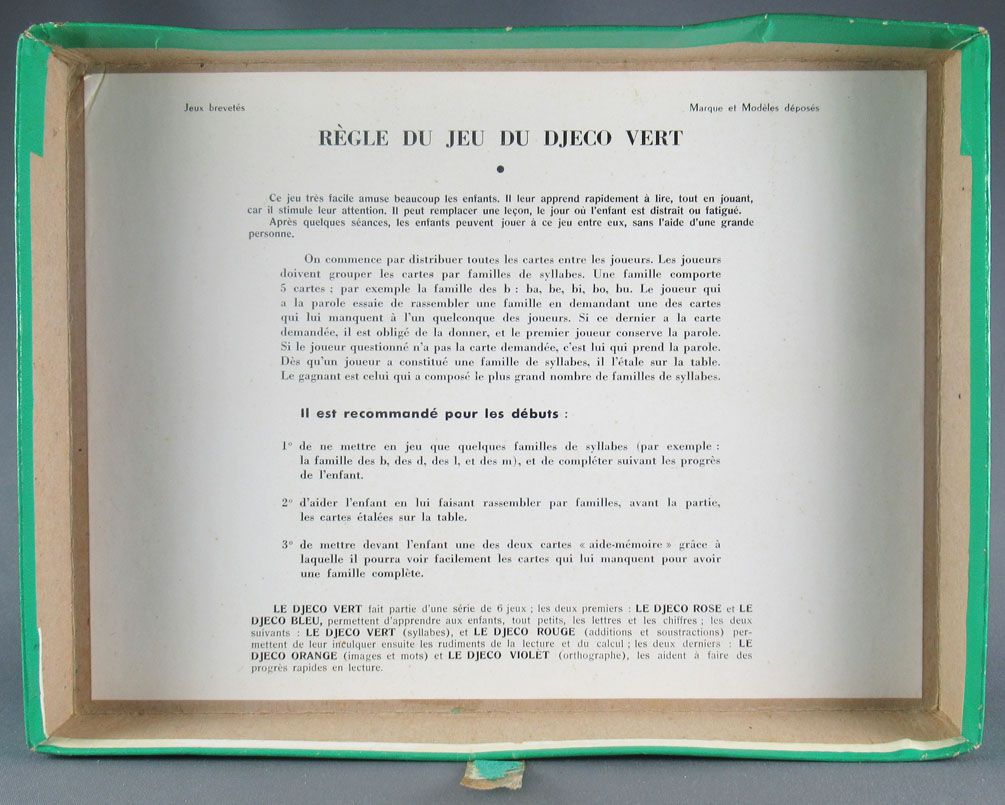 Jeux brevetés
Marque et Modèles déposés
RÈGLE DU JEU DU DJECO VERT
Ce jeu très facile amuse beaucoup les enfants. Il leur apprend rapidement à lire, tout en jouant,
car il stimule leur attention. Il peut remplacer une leçon, le jour où l'enfant est distrait ou fatigué.
Après quelques séances, les enfants peuvent jouer à ce jeu entre eux, sans l'aide d'une grande
personne.
On commence par distribuer toutes les cartes entre les joueurs. Les joueurs
doivent grouper les cartes par familles de syllabes. Une famille comporte
5 cartes ; par exemple la famille des b : ba, be, bi, bo, bu. Le joueur qui
a la parole essaie de rassembler une famille en demandant une des cartes
qui lui manquent à l'un quelconque des joueurs. Si ce dernier a la carte
demandée, il est obligé de la donner, et le premier joueur conserve la parole.
Si le joueur questionné n'a pas la carte demandée, c'est lui qui prend la parole.
Dès qu'un joueur a constitué une famille de syllabes, il l'étale sur la table.
Le gagnant est celui qui a composé le plus grand nombre de familles de syllabes.
Il est recommandé pour les débuts :
1° de ne mettre en jeu que quelques familles de syllabes (par exemple :
la famille des b, des d, des l, et des m), et de compléter suivant les progrès
de l'enfant.
2° d'aider l'enfant en lui faisant rassembler par familles, avant la partie,
les cartes étalées sur la table.
3° de mettre devant l'enfant une des deux cartes « aide-mémoire » grâce à
laquelle il pourra voir facilement les cartes qui lui manquent pour avoir
une famille complète.
LE DJECO VERT fait partie d'une série de 6 jeux ; les deux premiers : LE DJECO ROSE et LE
DJECO BLEU, permettent d'apprendre aux enfants, tout petits, les lettres et les chiffres ; les deux
suivants : LE DJECO VERT (syllabes), et LE DJECO ROUGE (additions et soustractions) per-
mettent de leur inculquer ensuite les rudiments de la lecture et du calcul ; les deux derniers : LE
DJECO ORANGE (images et mots) et LE DJECO VIOLET (orthographe), les aident à faire des
progrès rapides en lecture.